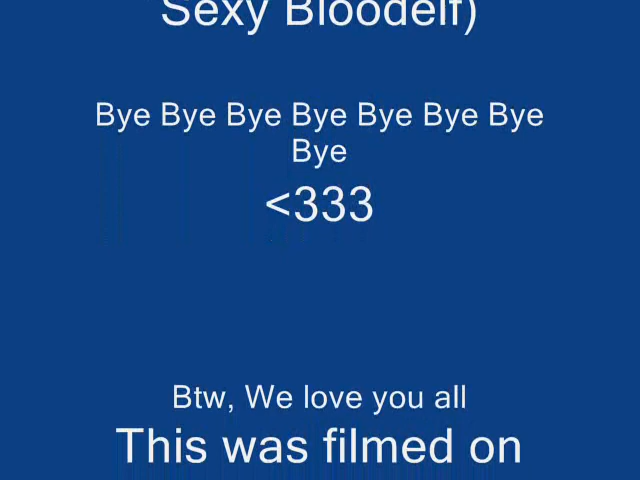 Sexy Bloodelf)
Bye Bye Bye Bye Bye Bye Bye
Bye
<333
Btw, We love you all
This was filmed on